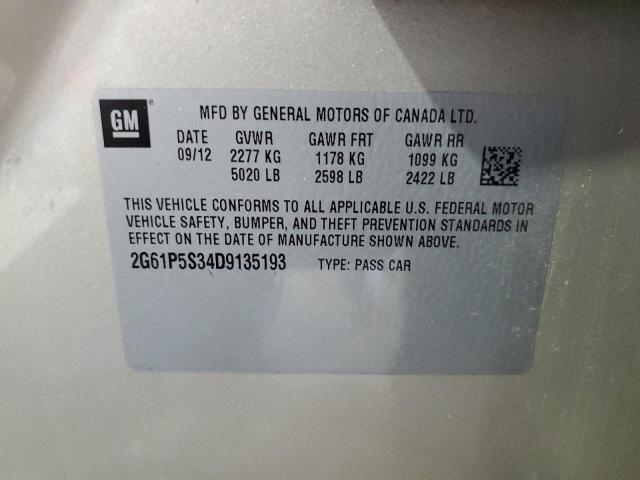 GM
MFD BY GENERAL MOTORS OF CANADA LTD.
DATE GVWR GAWR FRT GAWR RR
09/12 2277 KG 1178 KG 1099 KG
5020 LB 2598 LB 2422 LB
THIS VEHICLE CONFORMS TO ALL APPLICABLE U.S. FEDERAL MOTOR
VEHICLE SAFETY, BUMPER, AND THEFT PREVENTION STANDARDS IN
EFFECT ON THE DATE OF MANUFACTURE SHOWN ABOVE.
2G61P5S34D9135193 TYPE: PASS CAR